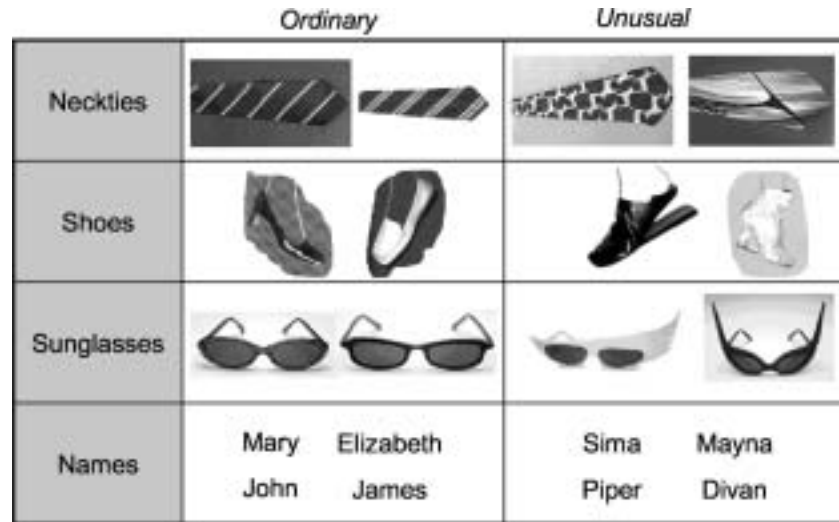 Ordinary Unusual
Neckties
Shoes
Sunglasses
Names
Mary Elizabeth Sima Mayna
John James Piper Divan